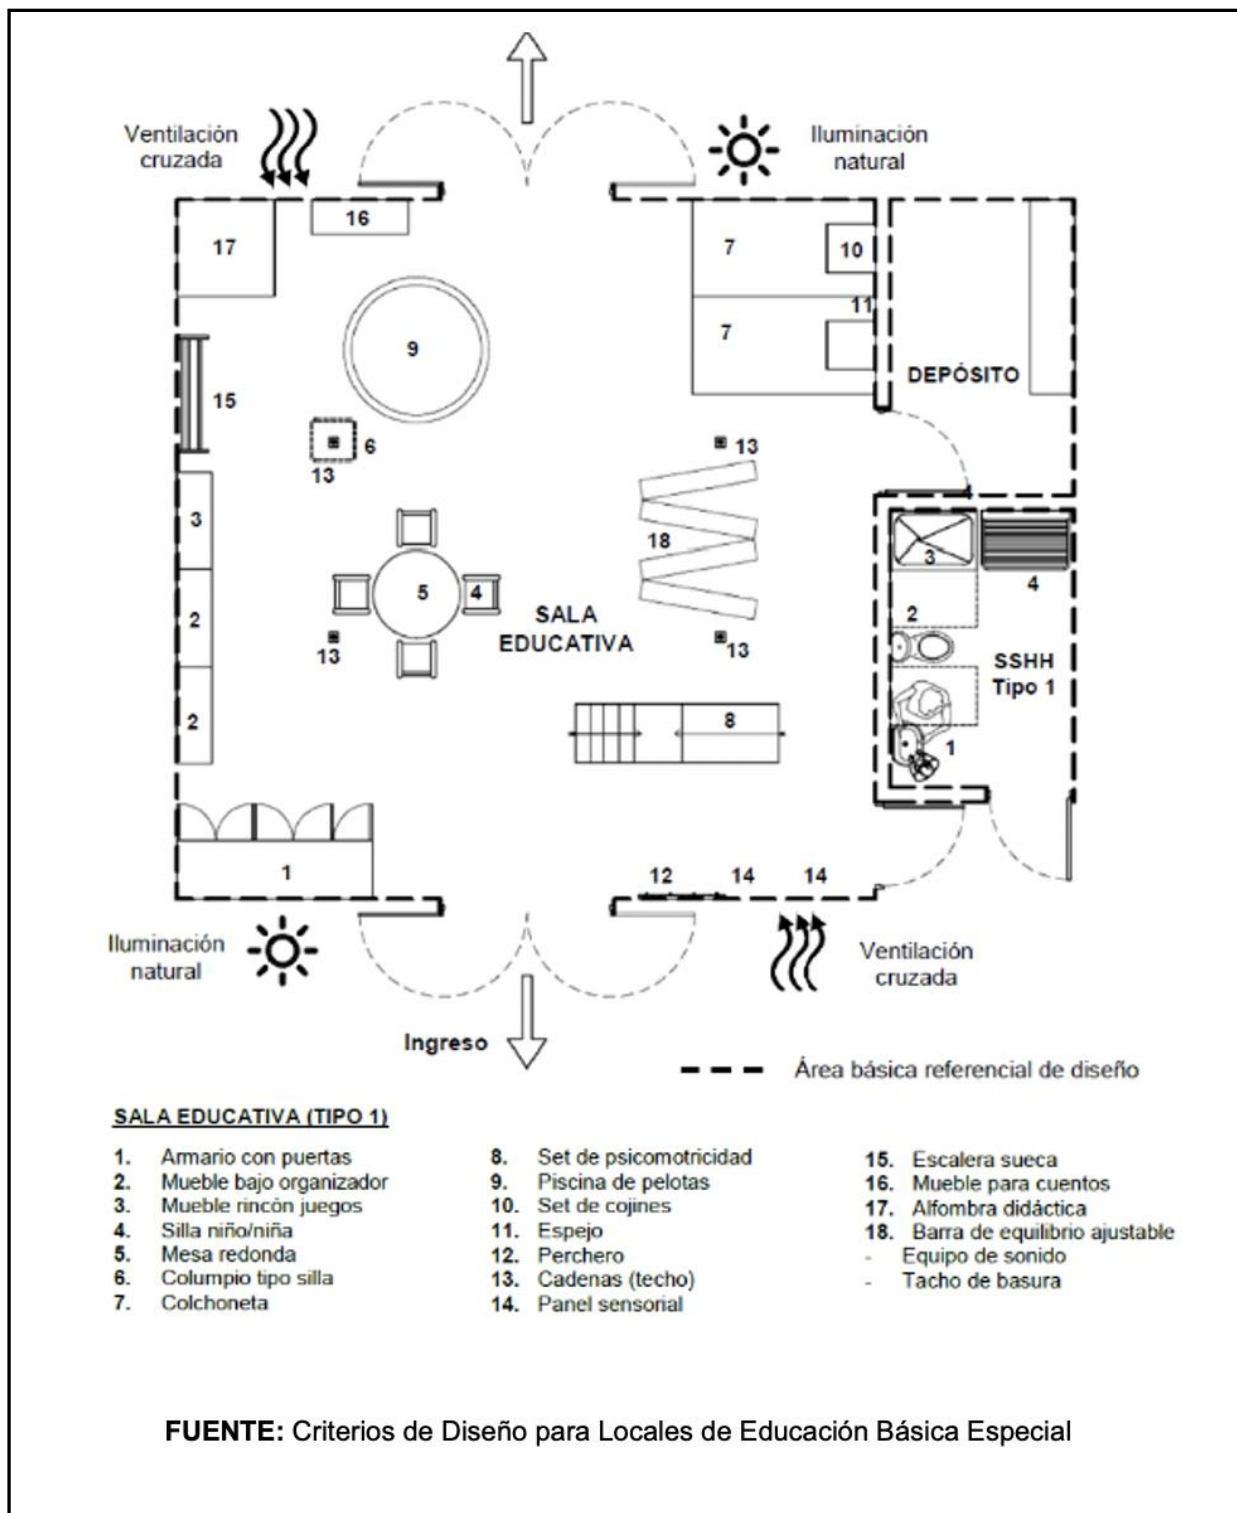 Ventilación
cruzada
Iluminación
natural
16
17
7
10
11
9
7
DEPÓSITO
15
6
13
13
3
18
3
4
5
4
2
2
SALA
EDUCATIVA
13
13
SSHH
Tipo 1
2
8
1
1
12
14
14
Iluminación
natural
Ventilación
cruzada
Ingreso
Área básica referencial de diseño
SALA EDUCATIVA (TIPO 1)
1. Armario con puertas
2. Mueble bajo organizador
3. Mueble rincón juegos
4. Silla niño/niña
5. Mesa redonda
6. Columpio tipo silla
7. Colchoneta
8. Set de psicomotricidad
9. Piscina de pelotas
10. Set de cojines
11. Espejo
12. Perchero
13. Cadenas (techo)
14. Panel sensorial
15. Escalera sueca
16. Mueble para cuentos
17. Alfombra didáctica
18. Barra de equilibrio ajustable
- Equipo de sonido
- Tacho de basura
FUENTE: Criterios de Diseño para Locales de Educación Básica Especial